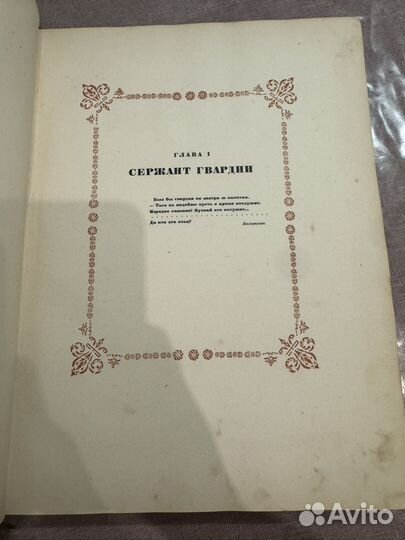 ГЛАВА I
СЕРЖАНТ ГВАРДИИ
Был бы гвардии он завтра ж капитан.
— Того не надобно: пусть в армии послужит.
Изрядно сказано! Пускай его потужит...
Да кто его отец?
Княжнин.
Avito